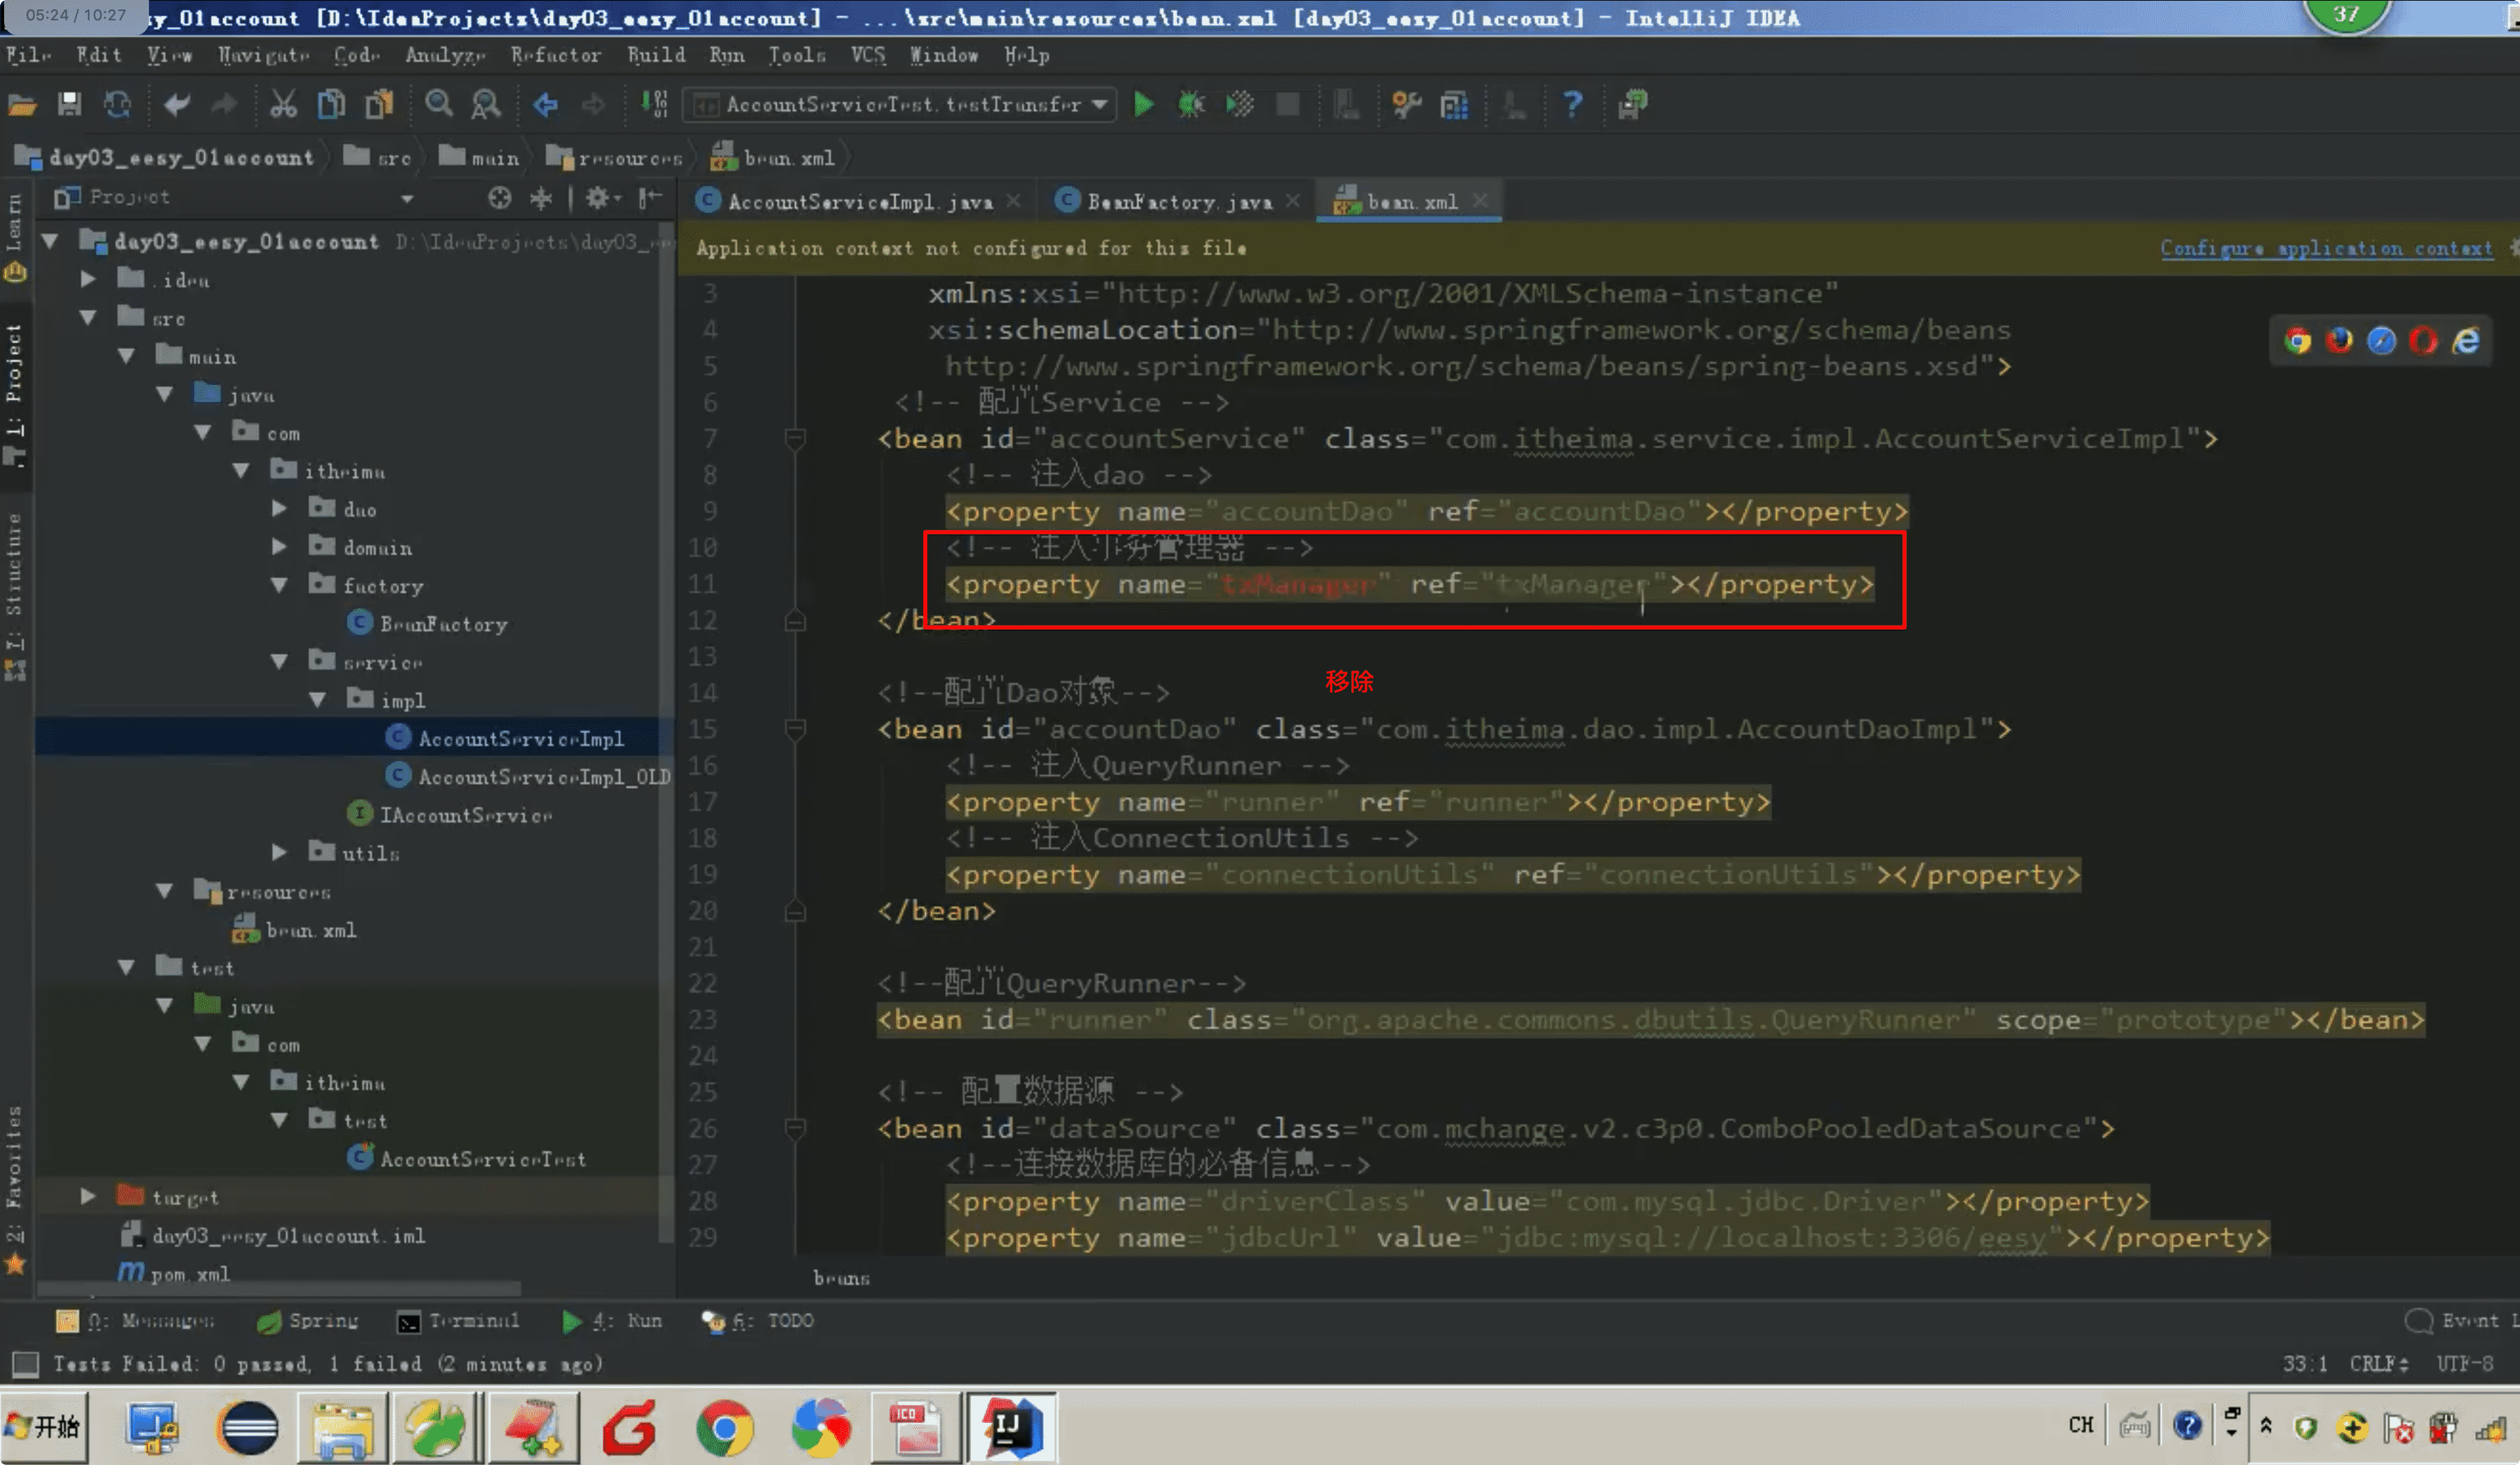 05:24 / 10:27
sy_01account [D:\IdeaProjects\day03_eesy_01account] - ...\src\main\resources\bean.xml [day03_eesy_01account] - IntelliJ IDEA
37
File Edit View Navigate Code Analyze Refactor Build Run Tools VCS Window Help
AccountServiceTest.testTransfer
day03_eesy_01account src main resources bean.xml
Project
AccountServiceImpl.java BeanFactory.java bean.xml
Application context not configured for this file
Configure application context
Learn
1: Project
7: Structure
2: Favorites
day03_eesy_01account D:\IdeaProjects\day03_ee
.idea
src
main
java
com
itheima
dao
domain
factory
BeanFactory
service
impl
AccountServiceImpl
AccountServiceImpl_OLD
IAccountService
utils
resources
bean.xml
test
java
com
itheima
test
AccountServiceTest
target
day03_eesy_01account.iml
pom.xml
3 xmlns:xsi="http://www.w3.org/2001/XMLSchema-instance"
4 xsi:schemaLocation="http://www.springframework.org/schema/beans
5 http://www.springframework.org/schema/beans/spring-beans.xsd">
6 <!-- 配置Service -->
7 <bean id="accountService" class="com.itheima.service.impl.AccountServiceImpl">
8 <!-- 注入dao -->
9 <property name="accountDao" ref="accountDao"></property>
10 <!-- 注入事务管理器 -->
11 <property name="txManager" ref="txManager"></property>
12 </bean>
13
移除
14 <!--配置Dao对象-->
15 <bean id="accountDao" class="com.itheima.dao.impl.AccountDaoImpl">
16 <!-- 注入QueryRunner -->
17 <property name="runner" ref="runner"></property>
18 <!-- 注入ConnectionUtils -->
19 <property name="connectionUtils" ref="connectionUtils"></property>
20 </bean>
21
22 <!--配置QueryRunner-->
23 <bean id="runner" class="org.apache.commons.dbutils.QueryRunner" scope="prototype"></bean>
24
25 <!-- 配置数据源 -->
26 <bean id="dataSource" class="com.mchange.v2.c3p0.ComboPooledDataSource">
27 <!--连接数据库的必备信息-->
28 <property name="driverClass" value="com.mysql.jdbc.Driver"></property>
29 <property name="jdbcUrl" value="jdbc:mysql://localhost:3306/eesy"></property>
beans
0: Messages Spring Terminal 4: Run 6: TODO
Event L
Tests Failed: 0 passed, 1 failed (2 minutes ago)
33:1 CRLF UTF-8
开始
ICO
IJ
CH